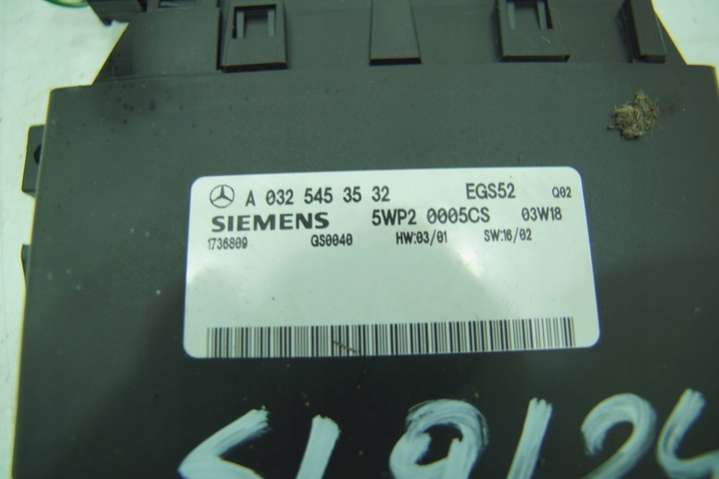 A 032 545 35 32 EGS52 Q02
SIEMENS 5WP2 0005CS 03W18
1736809 GS0040 HW:03/01 SW:16/02